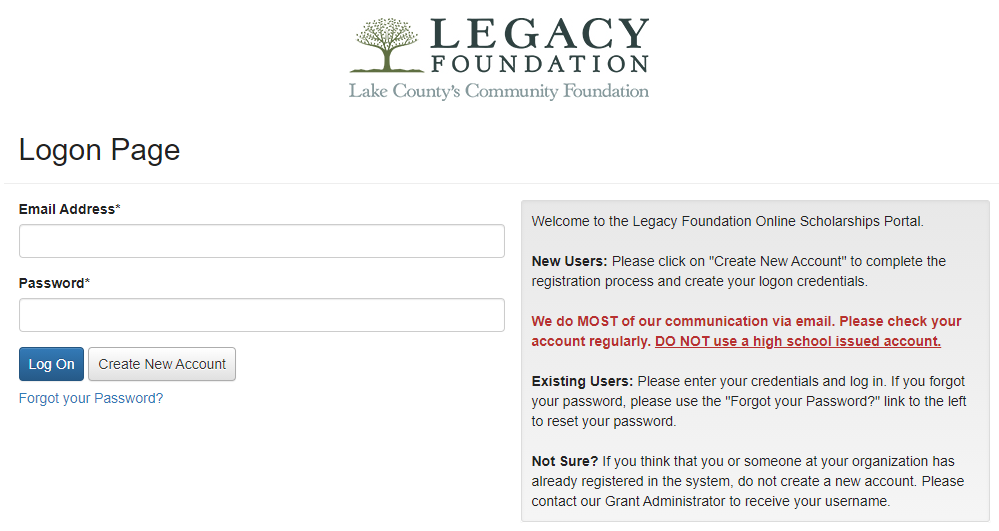 LEGACY
FOUNDATION
Lake County's Community Foundation
Logon Page
Email Address*
Password*
Log On
Create New Account
Forgot your Password?
Welcome to the Legacy Foundation Online Scholarships Portal.
New Users: Please click on "Create New Account" to complete the
registration process and create your logon credentials.
We do MOST of our communication via email. Please check your
account regularly. DO NOT use a high school issued account.
Existing Users: Please enter your credentials and log in. If you forgot
your password, please use the "Forgot your Password?" link to the left
to reset your password.
Not Sure? If you think that you or someone at your organization has
already registered in the system, do not create a new account. Please
contact our Grant Administrator to receive your username.